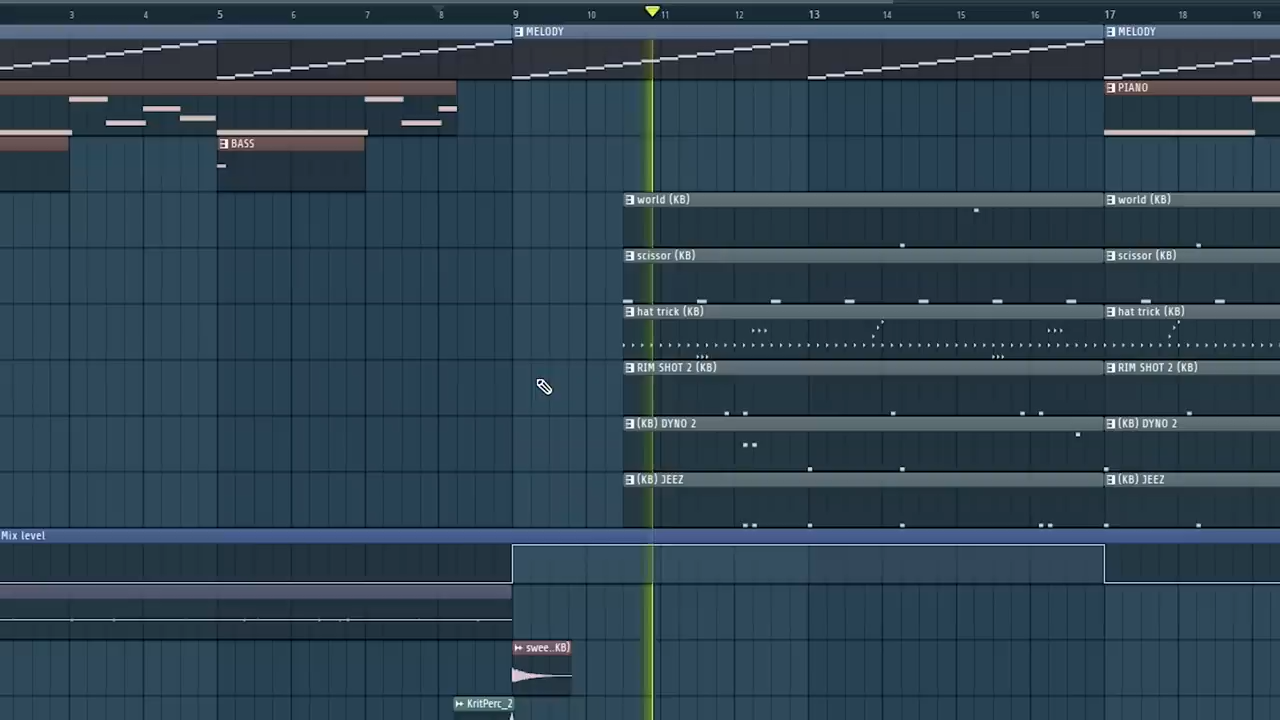 3 4 5 6 7 8 9 10 11 12 13 14 15 16 17 18 19
MELODY MELODY
PIANO
BASS
world (KB) world (KB)
scissor (KB) scissor (KB)
hat trick (KB) hat trick (KB)
RIM SHOT 2 (KB) RIM SHOT 2 (KB)
(KB) DYNO 2 (KB) DYNO 2
(KB) JEEZ (KB) JEEZ
Mix level
swee..KB)
KritPerc_2